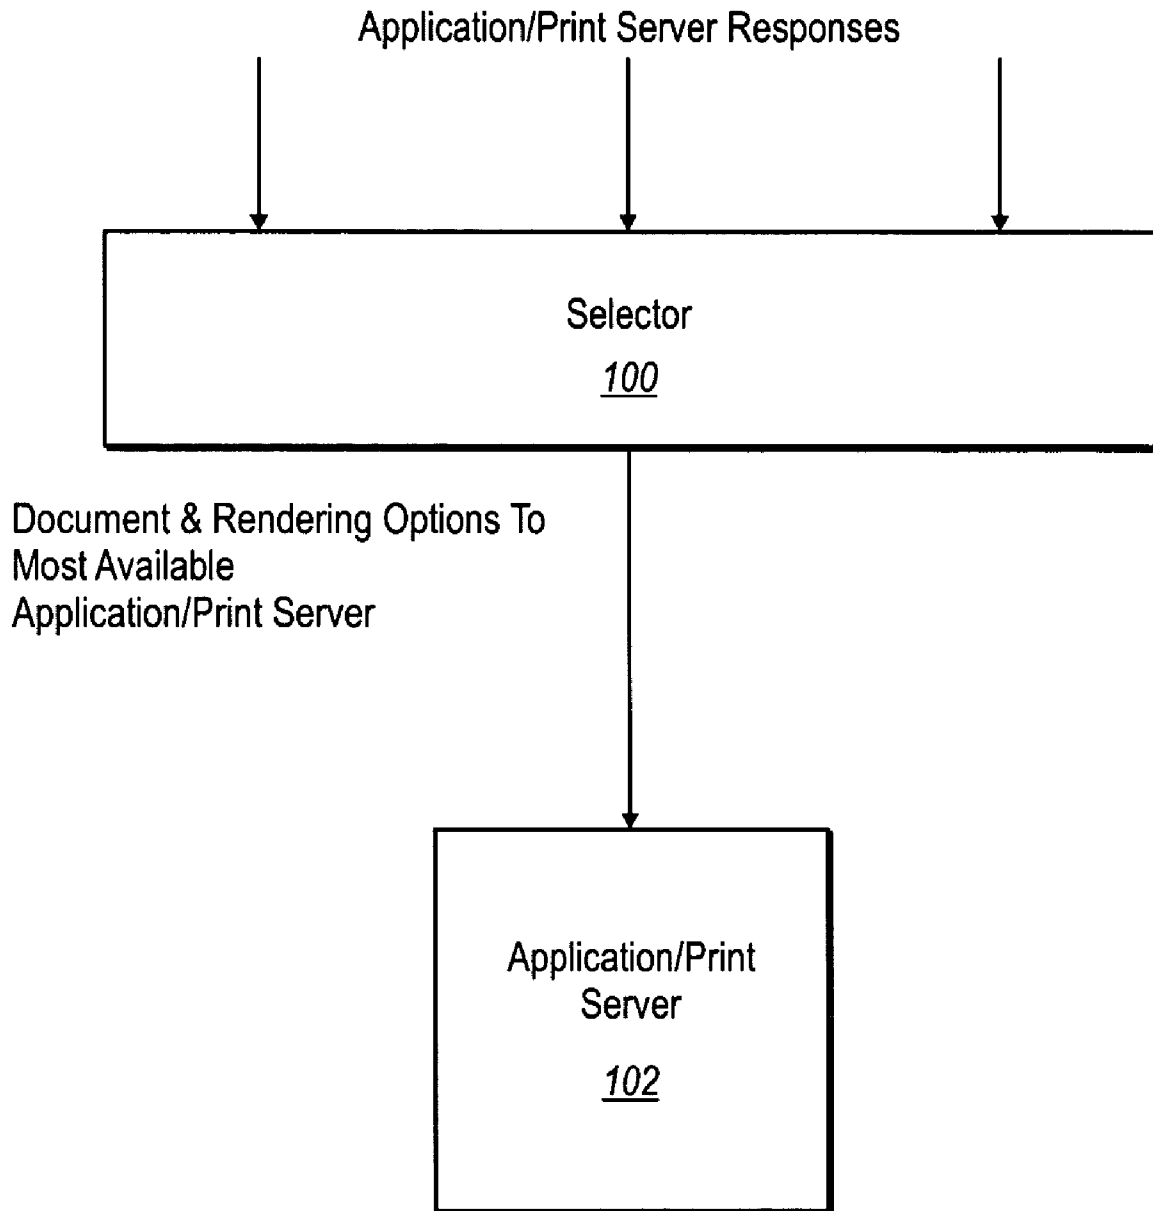 Application/Print Server Responses
Selector
100
Document & Rendering Options To
Most Available
Application/Print Server
Application/Print
Server
102